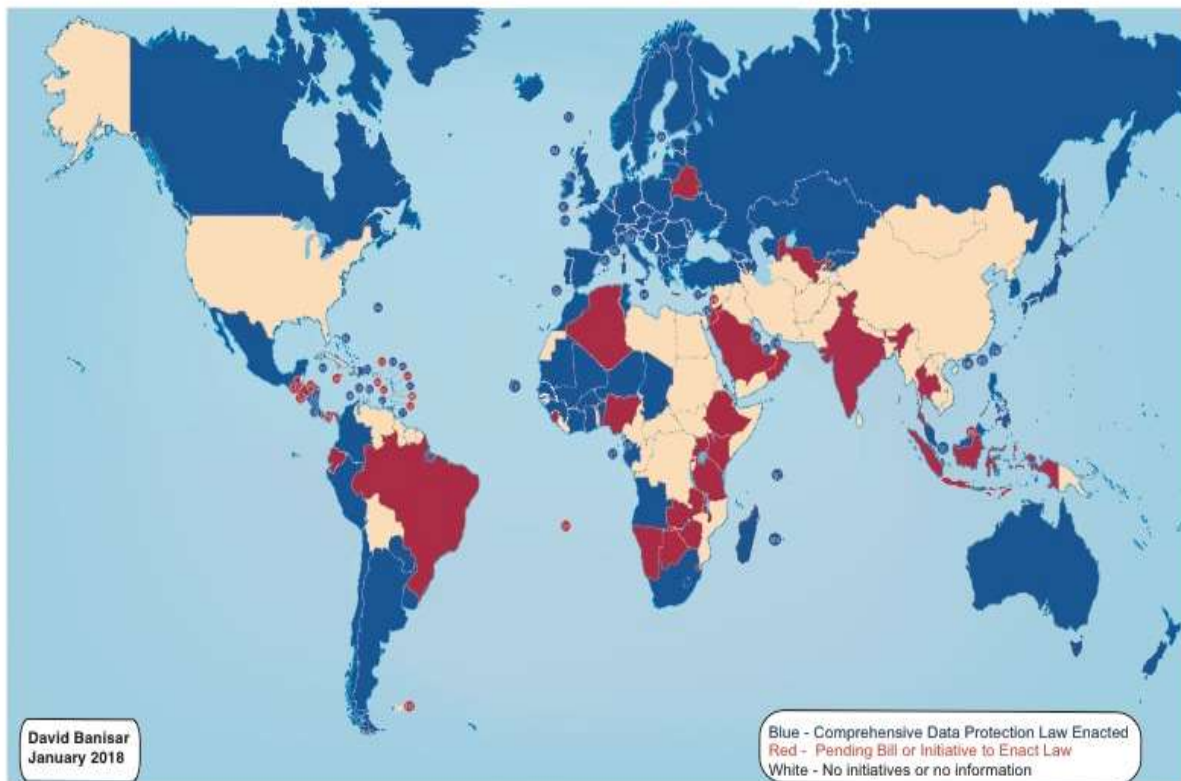 David Banisar
January 2018
Blue - Comprehensive Data Protection Law Enacted
Red - Pending Bill or Initiative to Enact Law
White - No initiatives or no information